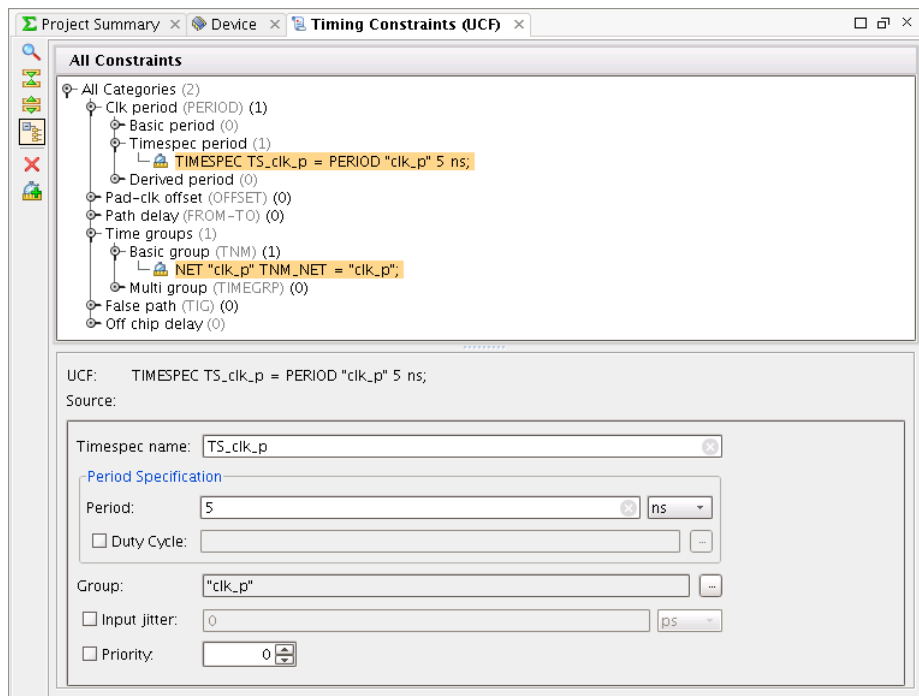 Project Summary Device Timing Constraints (UCF)
All Constraints
All Categories (2)
Clk period (PERIOD) (1)
Basic period (0)
Timespec period (1)
TIMESPEC TS_clk_p = PERIOD "clk_p" 5 ns;
Derived period (0)
Pad-clk offset (OFFSET) (0)
Path delay (FROM-TO) (0)
Time groups (1)
Basic group (TNM) (1)
NET "clk_p" TNM_NET = "clk_p";
Multi group (TIMEGRP) (0)
False path (TIG) (0)
Off chip delay (0)
UCF: TIMESPEC TS_clk_p = PERIOD "clk_p" 5 ns;
Source:
Timespec name: TS_clk_p
Period Specification
Period: 5 ns
Duty Cycle: ...
Group: "clk_p" ...
Input jitter: 0 ps
Priority: 0